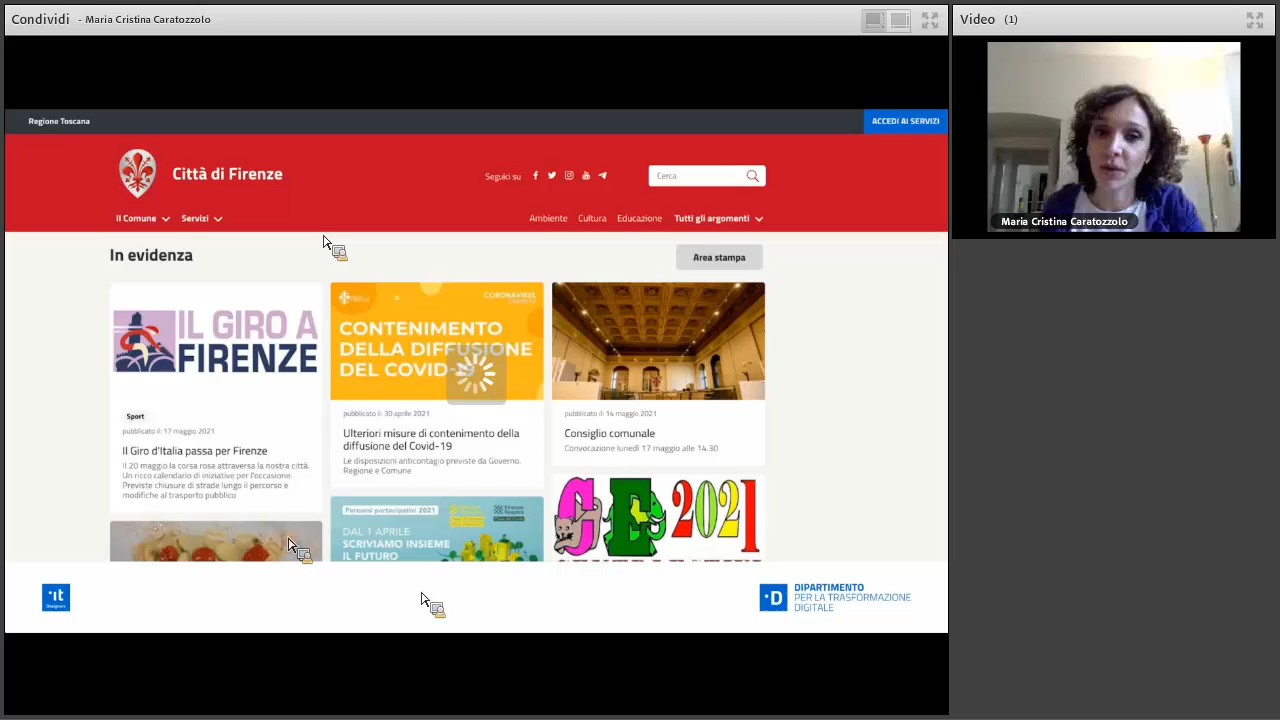 Condividi - Maria Cristina Caratozzolo
Video (1)
Maria Cristina Caratozzolo
Regione Toscana
ACCEDI AI SERVIZI
Città di Firenze
Seguici su
Cerca
Il Comune
Servizi
Ambiente
Cultura
Educazione
Tutti gli argomenti
In evidenza
Area stampa
IL GIRO A
FIRENZE
Sport
pubblicato il: 17 maggio 2021
Il Giro d'Italia passa per Firenze
Il 20 maggio la corsa rosa attraversa la nostra città.
Un ricco calendario di iniziative per l'occasione.
Previste chiusure di strade lungo il percorso e
modifiche al trasporto pubblico
CORONAVIRUS
CONTENIMENTO
DELLA DIFFUSIONE
DEL COVID-
pubblicato il: 30 aprile 2021
Ulteriori misure di contenimento della
diffusione del Covid-19
Le disposizioni anticontagio previste da Governo,
Regione e Comune
pubblicato il: 14 maggio 2021
Consiglio comunale
Convocazione lunedì 17 maggio alle 14.30
Percorsi partecipativi 2021
DAL 1 APRILE
SCRIVIAMO INSIEME
IL FUTURO
CE 2021
·it
Designers
·D
DIPARTIMENTO
PER LA TRASFORMAZIONE
DIGITALE